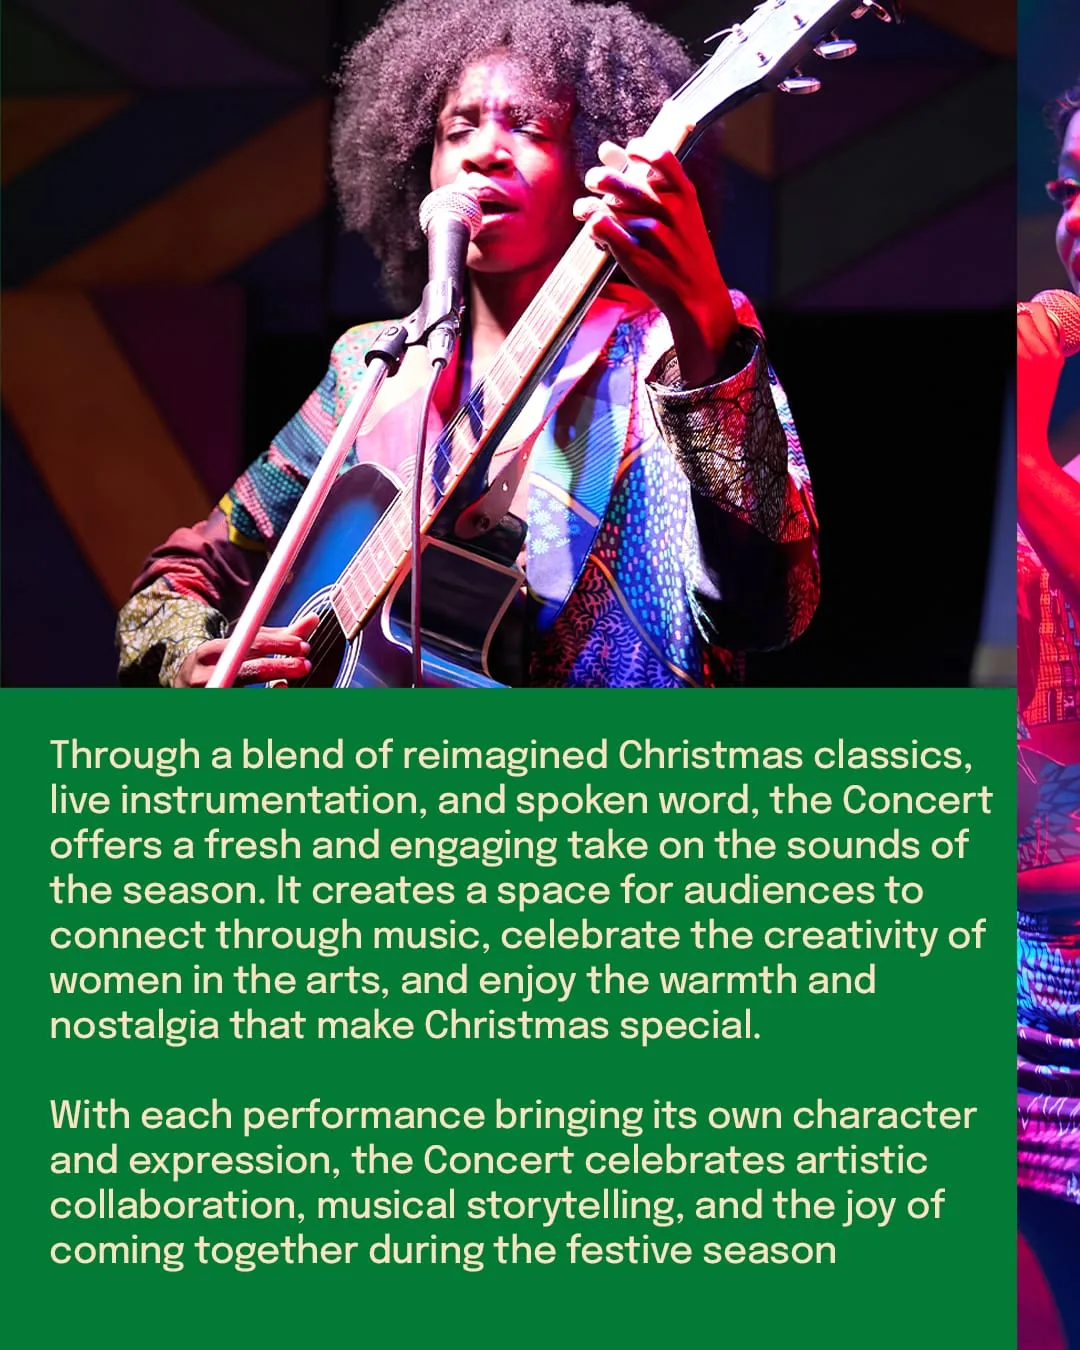 Through a blend of reimagined Christmas classics,
live instrumentation, and spoken word, the Concert
offers a fresh and engaging take on the sounds of
the season. It creates a space for audiences to
connect through music, celebrate the creativity of
women in the arts, and enjoy the warmth and
nostalgia that make Christmas special.
With each performance bringing its own character
and expression, the Concert celebrates artistic
collaboration, musical storytelling, and the joy of
coming together during the festive season